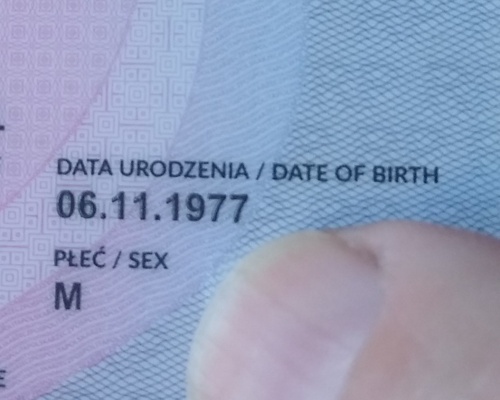 DATA URODZENIA / DATE OF BIRTH
06.11.1977
PŁEĆ / SEX
M